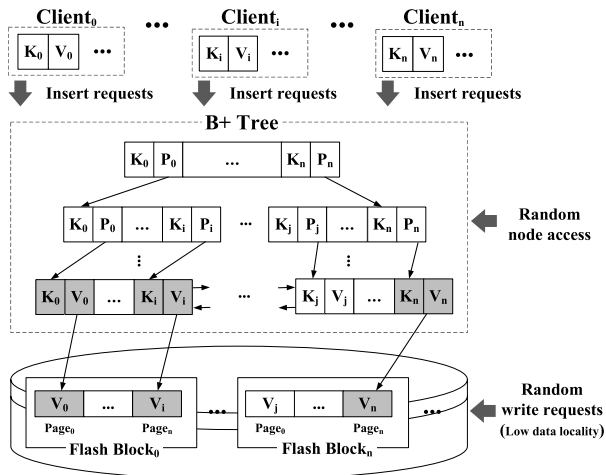 Client0 ... Clienti ... Clientn
K0 V0 ... Ki Vi ... Kn Vn ...
Insert requests Insert requests Insert requests
B+ Tree
K0 P0 ... Kn Pn
K0 P0 ... Ki Pi ... Kj Pj ... Kn Pn
Random
node access
K0 V0 ... Ki Vi ... Kj Vj ... Kn Vn
V0 ... Vi ... Vj ... Vn ...
Page0 Pagen Page0 Pagen
Flash Block0 Flash Blockn
Random
write requests
(Low data locality)